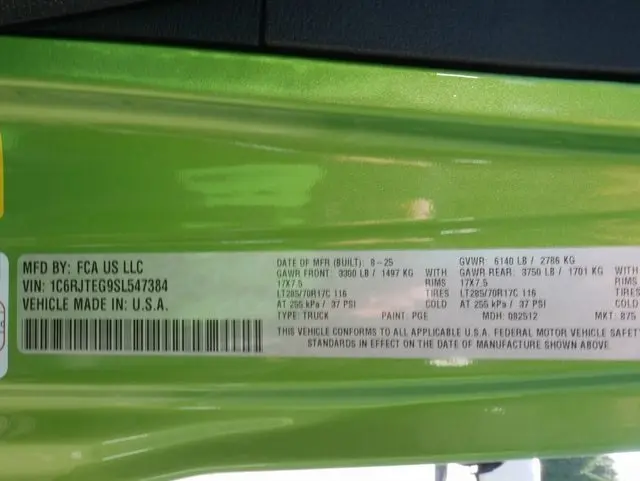 MFD BY: FCA US LLC
VIN: 1C6RJTEG9SL547384
VEHICLE MADE IN U.S.A.
DATE OF MFR (BUILT): 8-25
GVWR: 6140 LB / 2786 KG
GAWR FRONT: 3300 LB / 1497 KG WITH
17X7.5 RIMS
LT285/70R17C 116 TIRES
AT 255 kPa / 37 PSI COLD
GAWR REAR: 3750 LB / 1701 KG WITH
17X7.5 RIMS
LT285/70R17C 116 TIRES
AT 255 kPa / 37 PSI COLD
TYPE: TRUCK PAINT: PGE MDH: 082512 MKT: 875
THIS VEHICLE CONFORMS TO ALL APPLICABLE U.S.A. FEDERAL MOTOR VEHICLE SAFETY
STANDARDS IN EFFECT ON THE DATE OF MANUFACTURE SHOWN ABOVE.